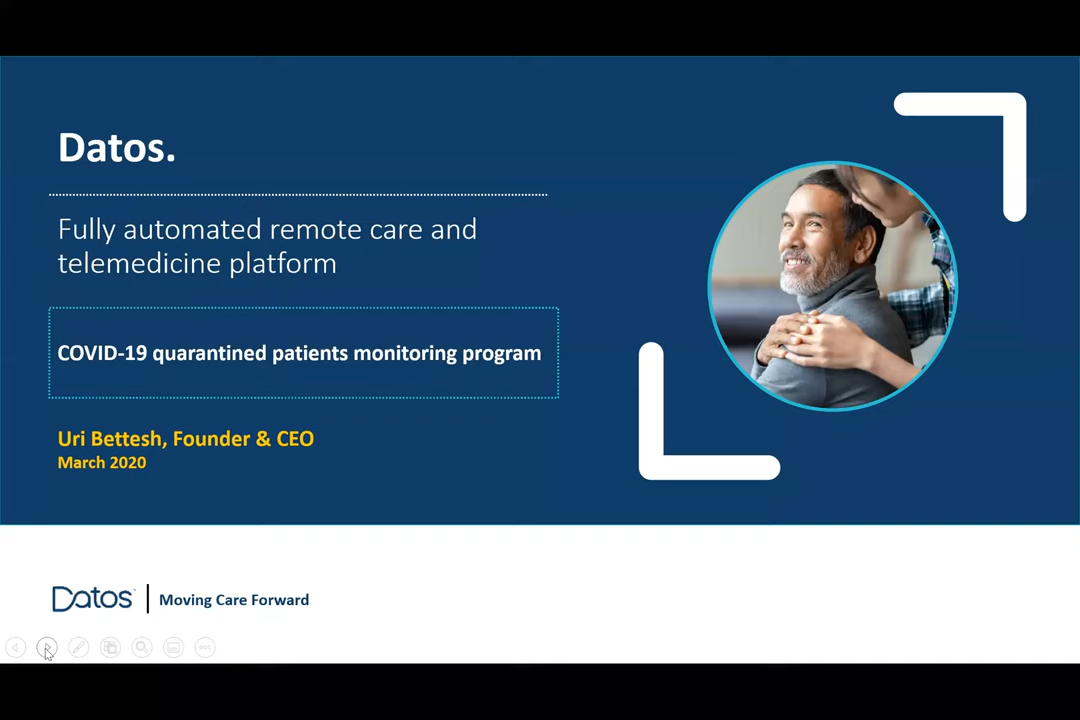 Datos.
Fully automated remote care and
telemedicine platform
COVID-19 quarantined patients monitoring program
Uri Bettesh, Founder & CEO
March 2020
Datos | Moving Care Forward